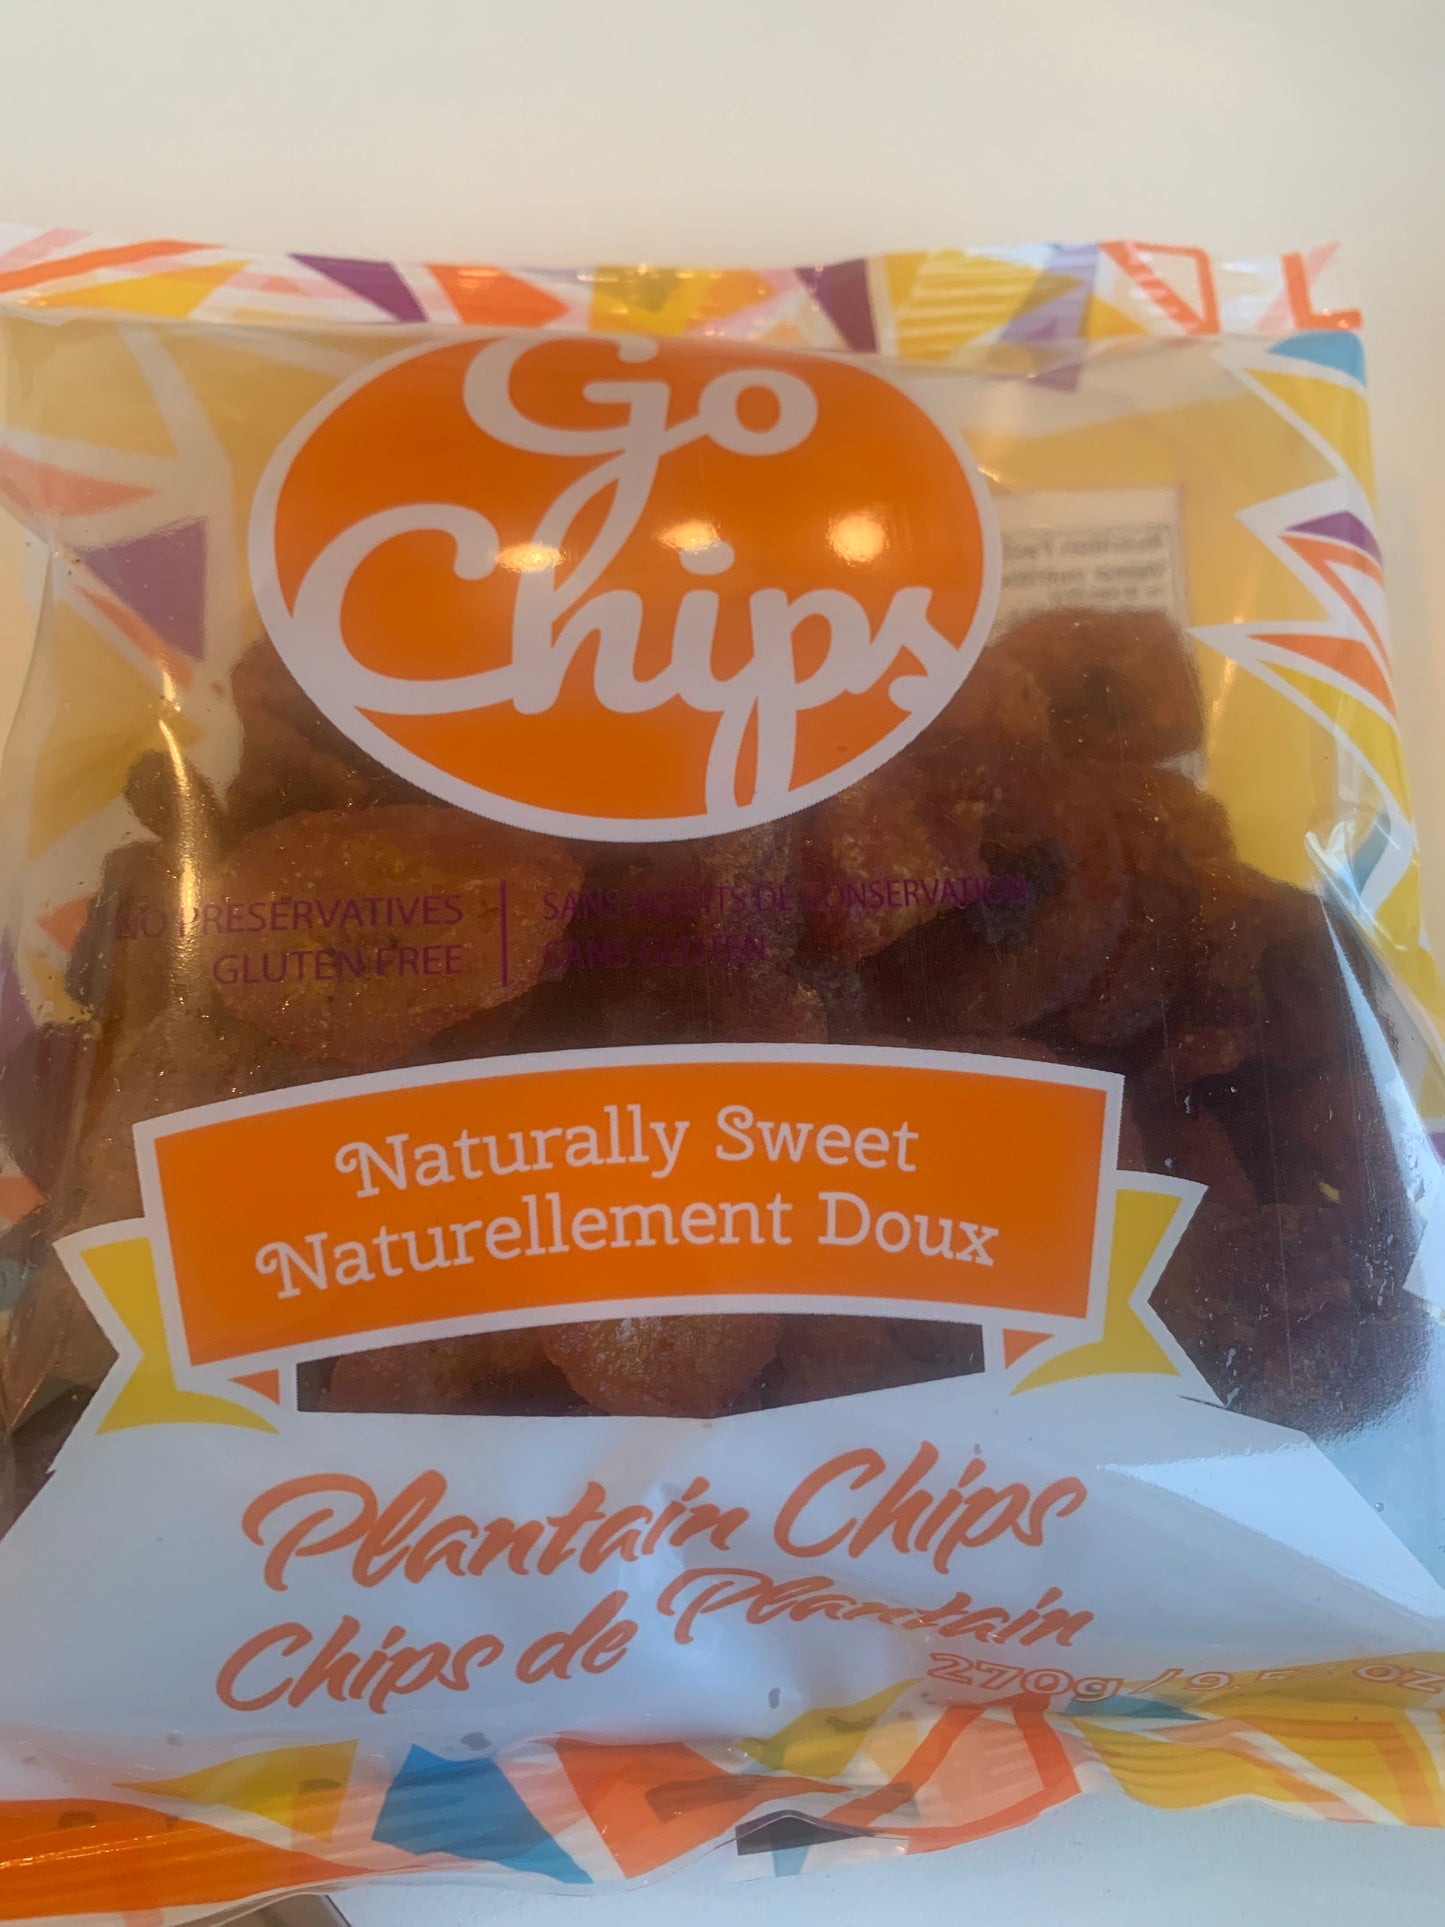 Go
Chips
NO PRESERVATIVES
GLUTEN FREE
SANS AGENTS DE CONSERVATION
SANS GLUTEN
Naturally Sweet
Naturellement Doux
Plantain Chips
Chips de Plantain
270g / OZ